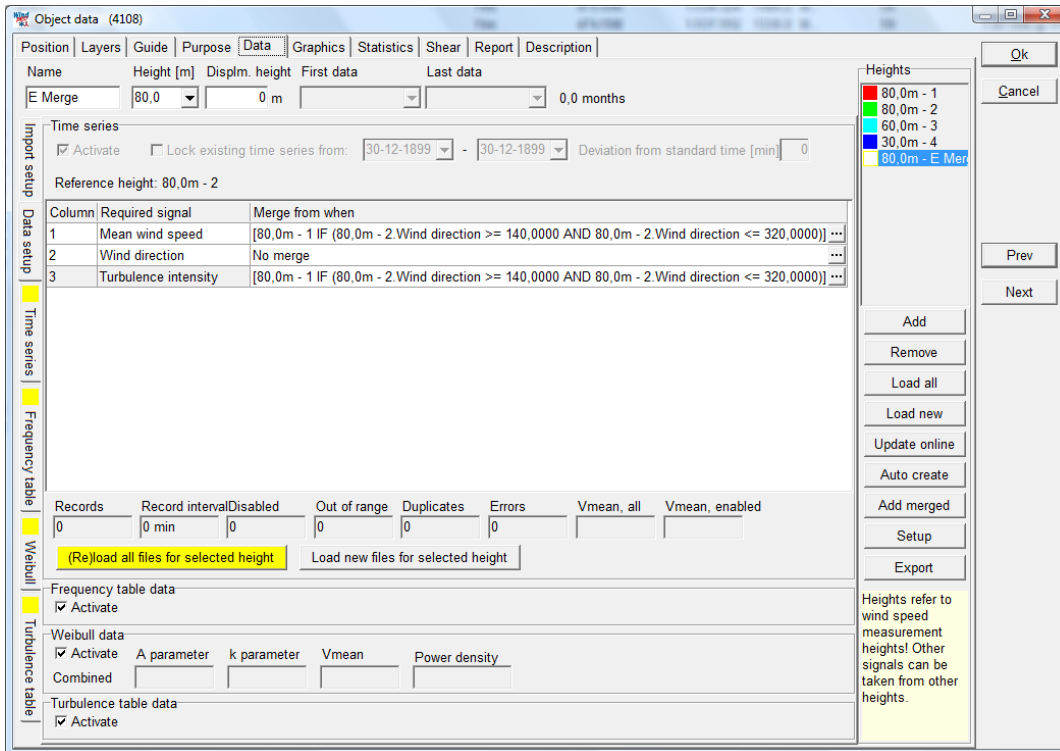 Object data (4108)
Position Layers Guide Purpose Data Graphics Statistics Shear Report Description
Ok
Cancel
Prev
Next
Name Height [m] Displm. height First data Last data
E Merge 80,0 0 m 0,0 months
Import setup
Data setup
Time series
Frequency table
Weibull
Turbulence table
Time series
Activate Lock existing time series from: 30-12-1899 - 30-12-1899 Deviation from standard time [min] 0
Reference height: 80,0m - 2
Column Required signal Merge from when
1 Mean wind speed [80,0m - 1 IF (80,0m - 2.Wind direction >= 140,0000 AND 80,0m - 2.Wind direction <= 320,0000)] ...
2 Wind direction No merge ...
3 Turbulence intensity [80,0m - 1 IF (80,0m - 2.Wind direction >= 140,0000 AND 80,0m - 2.Wind direction <= 320,0000)] ...
Records Record interval Disabled Out of range Duplicates Errors Vmean, all Vmean, enabled
0 0 min 0 0 0 0
(Re)load all files for selected height Load new files for selected height
Frequency table data
Activate
Weibull data
Activate A parameter k parameter Vmean Power density
Combined
Turbulence table data
Activate
Heights
80,0m - 1
80,0m - 2
60,0m - 3
30,0m - 4
80,0m - E Mer
Add
Remove
Load all
Load new
Update online
Auto create
Add merged
Setup
Export
Heights refer to
wind speed
measurement
heights! Other
signals can be
taken from other
heights.